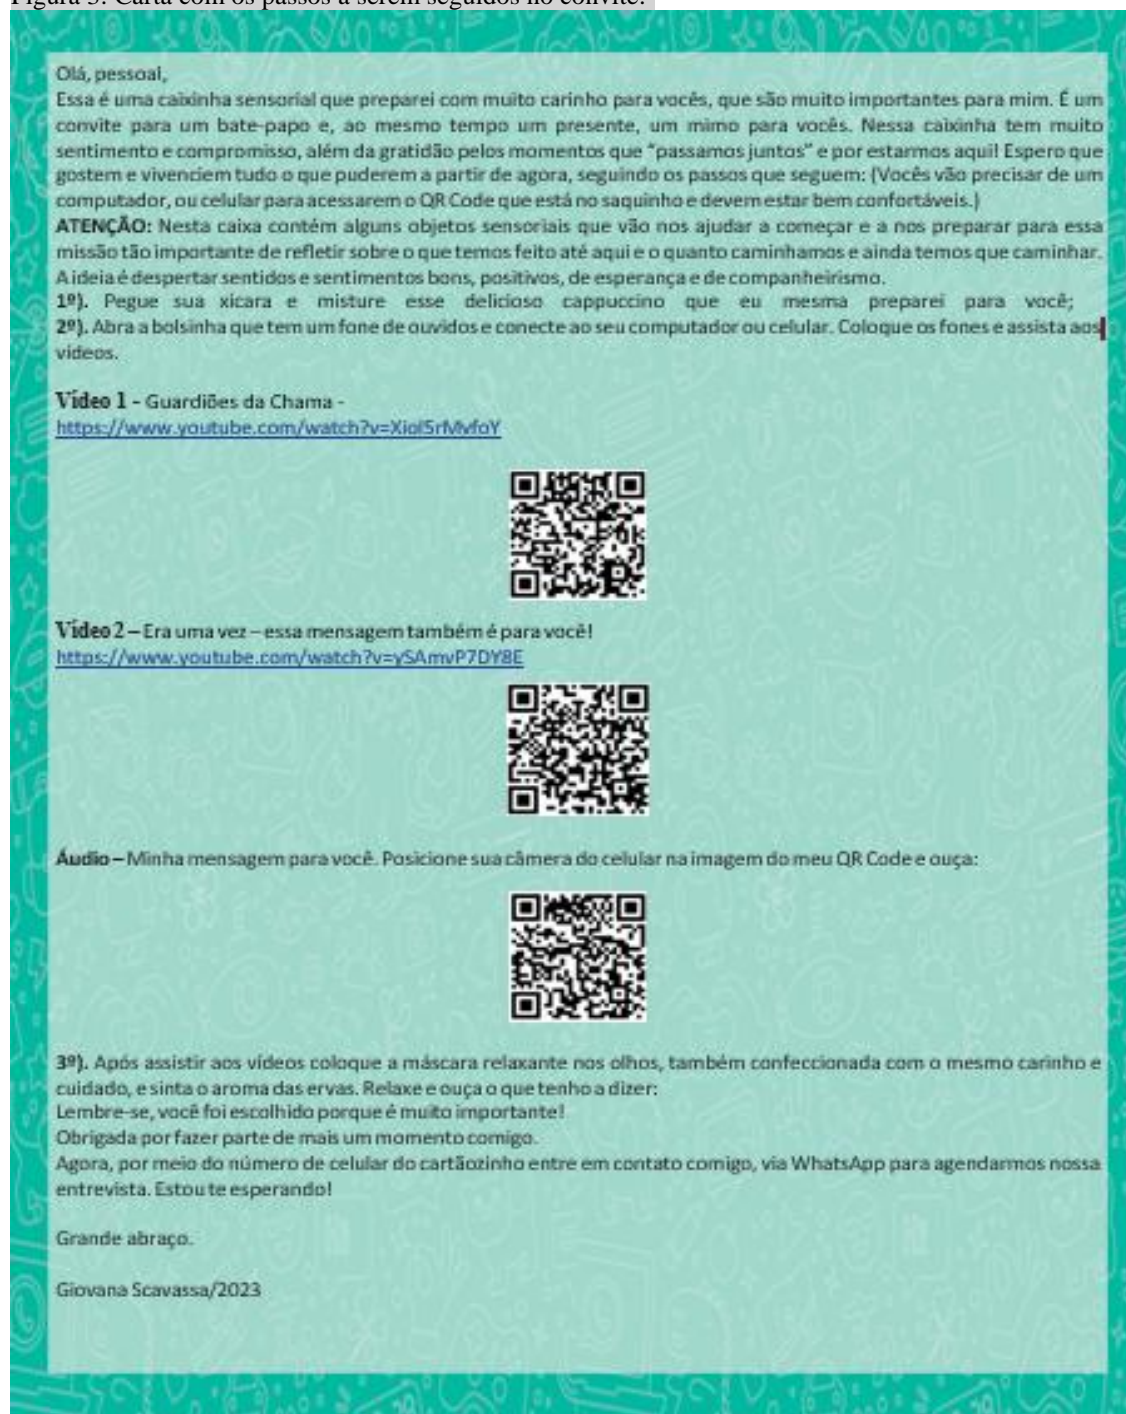 Figura 3: Carta com os passos a serem seguidos no convite.
Olá, pessoal,
Essa é uma caixinha sensorial que preparei com muito carinho para vocês, que são muito importantes para mim. É um
convite para um bate-papo e, ao mesmo tempo um presente, um mimo para vocês. Nessa caixinha tem muito
sentimento e compromisso, além da gratidão pelos momentos que “passamos juntos” e por estarmos aqui! Espero que
gostem e vivenciem tudo o que puderem a partir de agora, seguindo os passos que seguem: (Vocês vão precisar de um
computador, ou celular para acessarem o QR Code que está no saquinho e devem estar bem confortáveis.)
ATENÇÃO: Nesta caixa contém alguns objetos sensoriais que vão nos ajudar a começar e a nos preparar para essa
missão tão importante de refletir sobre o que temos feito até aqui e o quanto caminhamos e ainda temos que caminhar.
A ideia é despertar sentidos e sentimentos bons, positivos, de esperança e de companheirismo.
1º). Pegue sua xícara e misture esse delicioso cappuccino que eu mesma preparei para você;
2º). Abra a bolsinha que tem um fone de ouvidos e conecte ao seu computador ou celular. Coloque os fones e assista aos
vídeos.
Vídeo 1 - Guardiões da Chama -
https://www.youtube.com/watch?v=Xiol5rMvfoY
Vídeo 2 – Era uma vez – essa mensagem também é para você!
https://www.youtube.com/watch?v=ySAmvP7DY8E
Áudio – Minha mensagem para você. Posicione sua câmera do celular na imagem do meu QR Code e ouça:
3º). Após assistir aos vídeos coloque a máscara relaxante nos olhos, também confeccionada com o mesmo carinho e
cuidado, e sinta o aroma das ervas. Relaxe e ouça o que tenho a dizer:
Lembre-se, você foi escolhido porque é muito importante!
Obrigada por fazer parte de mais um momento comigo.
Agora, por meio do número de celular do cartãozinho entre em contato comigo, via WhatsApp para agendarmos nossa
entrevista. Estou te esperando!
Grande abraço.
Giovana Scavassa/2023